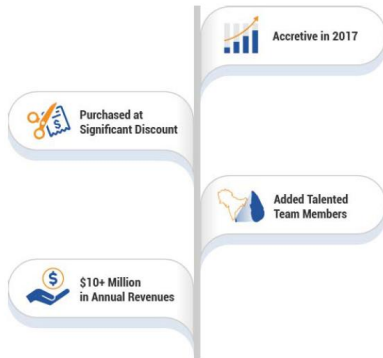 Accretive in 2017
$
Purchased at
Significant Discount
Added Talented
Team Members
$
$10+ Million
in Annual Revenues